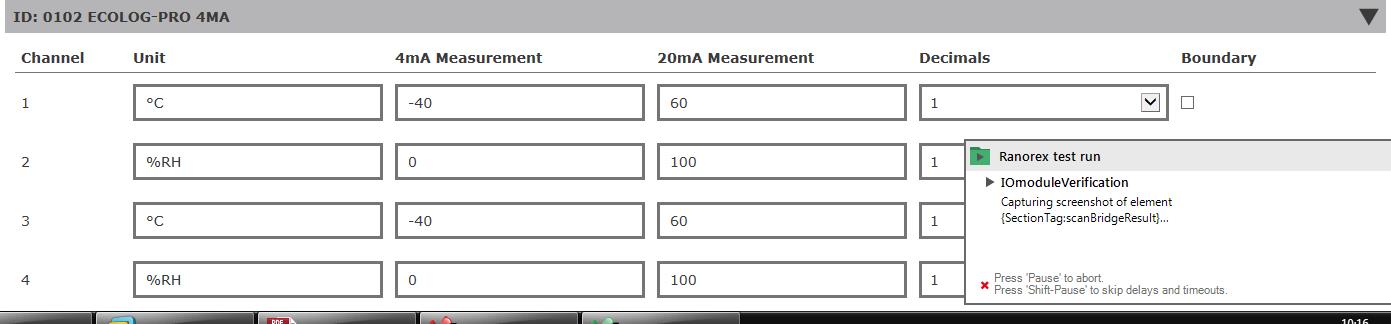 ID: 0102 ECOLOG-PRO 4MA
Channel Unit 4mA Measurement 20mA Measurement Decimals Boundary
1 °C -40 60 1
2 %RH 0 100 1
3 °C -40 60 1
4 %RH 0 100 1
Ranorex test run
IOmoduleVerification
Capturing screenshot of element
{SectionTag:scanBridgeResult}...
Press 'Pause' to abort.
Press 'Shift-Pause' to skip delays and timeouts.
PDF
10:16